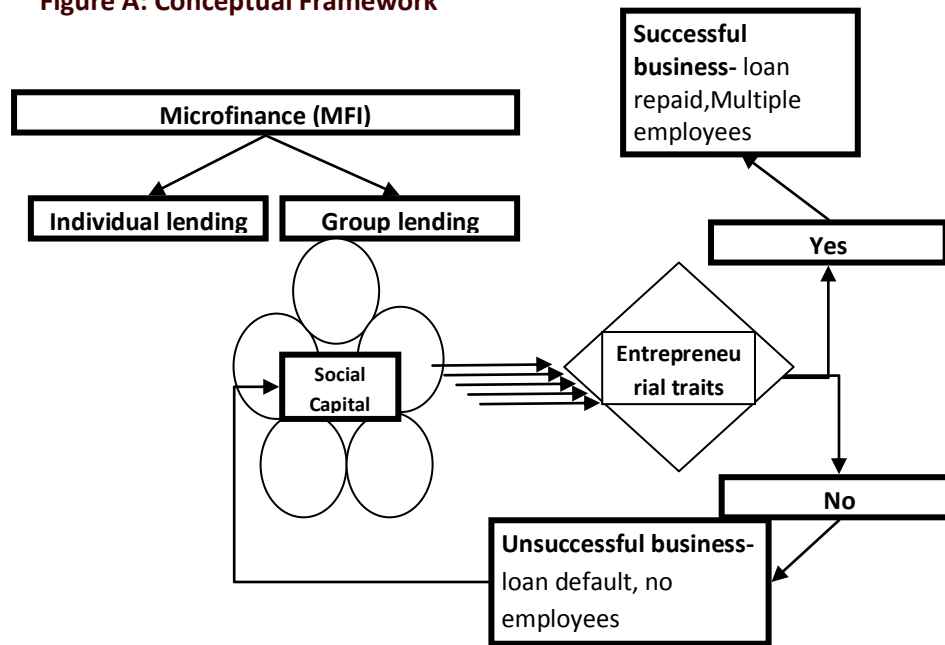 Figure A: Conceptual Framework
Microfinance (MFI)
Individual lending
Group lending
Social
Capital
Entrepreneu
rial traits
Successful
business- loan
repaid,Multiple
employees
Yes
No
Unsuccessful business-
loan default, no
employees